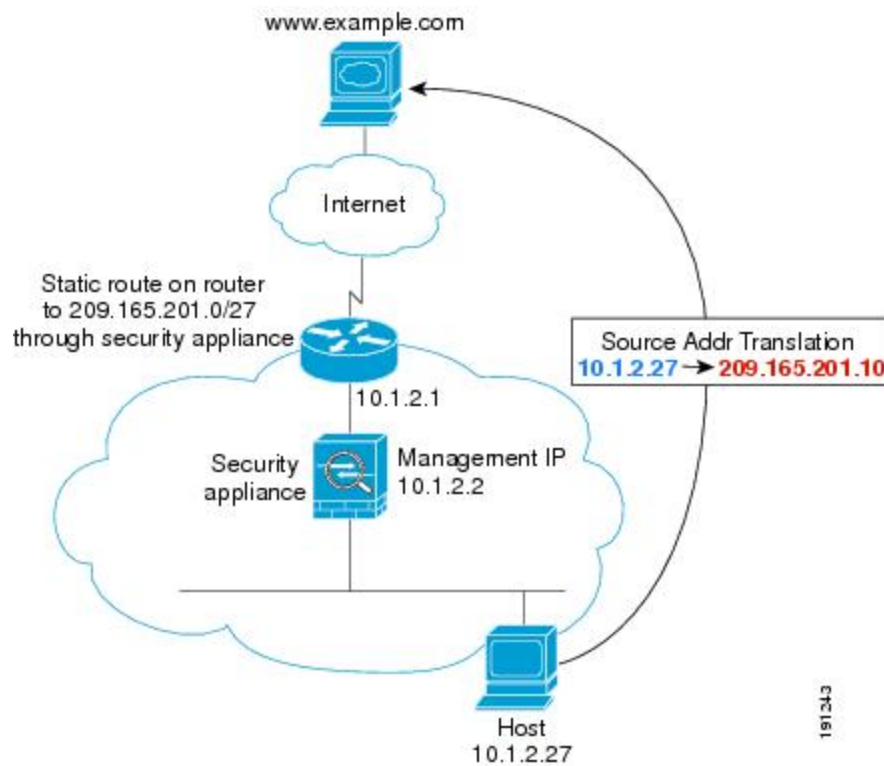 www.example.com
Internet
Static route on router
to 209.165.201.0/27
through security appliance
Source Addr Translation
10.1.2.27 209.165.201.10
10.1.2.1
Security
appliance
Management IP
10.1.2.2
Host
10.1.2.27
191243